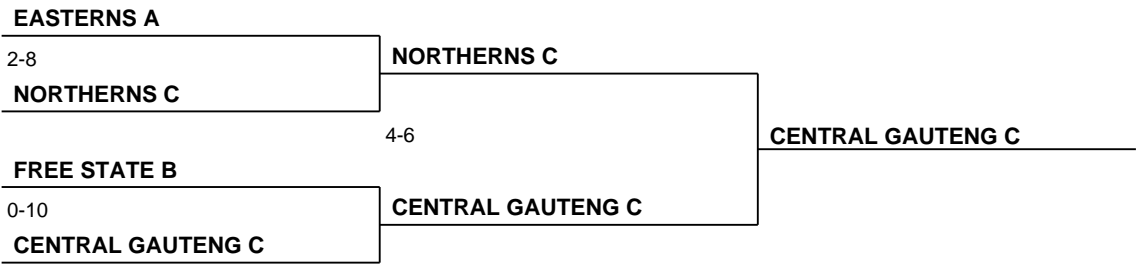 EASTERNS A
2-8
NORTHERNS C
NORTHERNS C
4-6
CENTRAL GAUTENG C
FREE STATE B
0-10
CENTRAL GAUTENG C
CENTRAL GAUTENG C